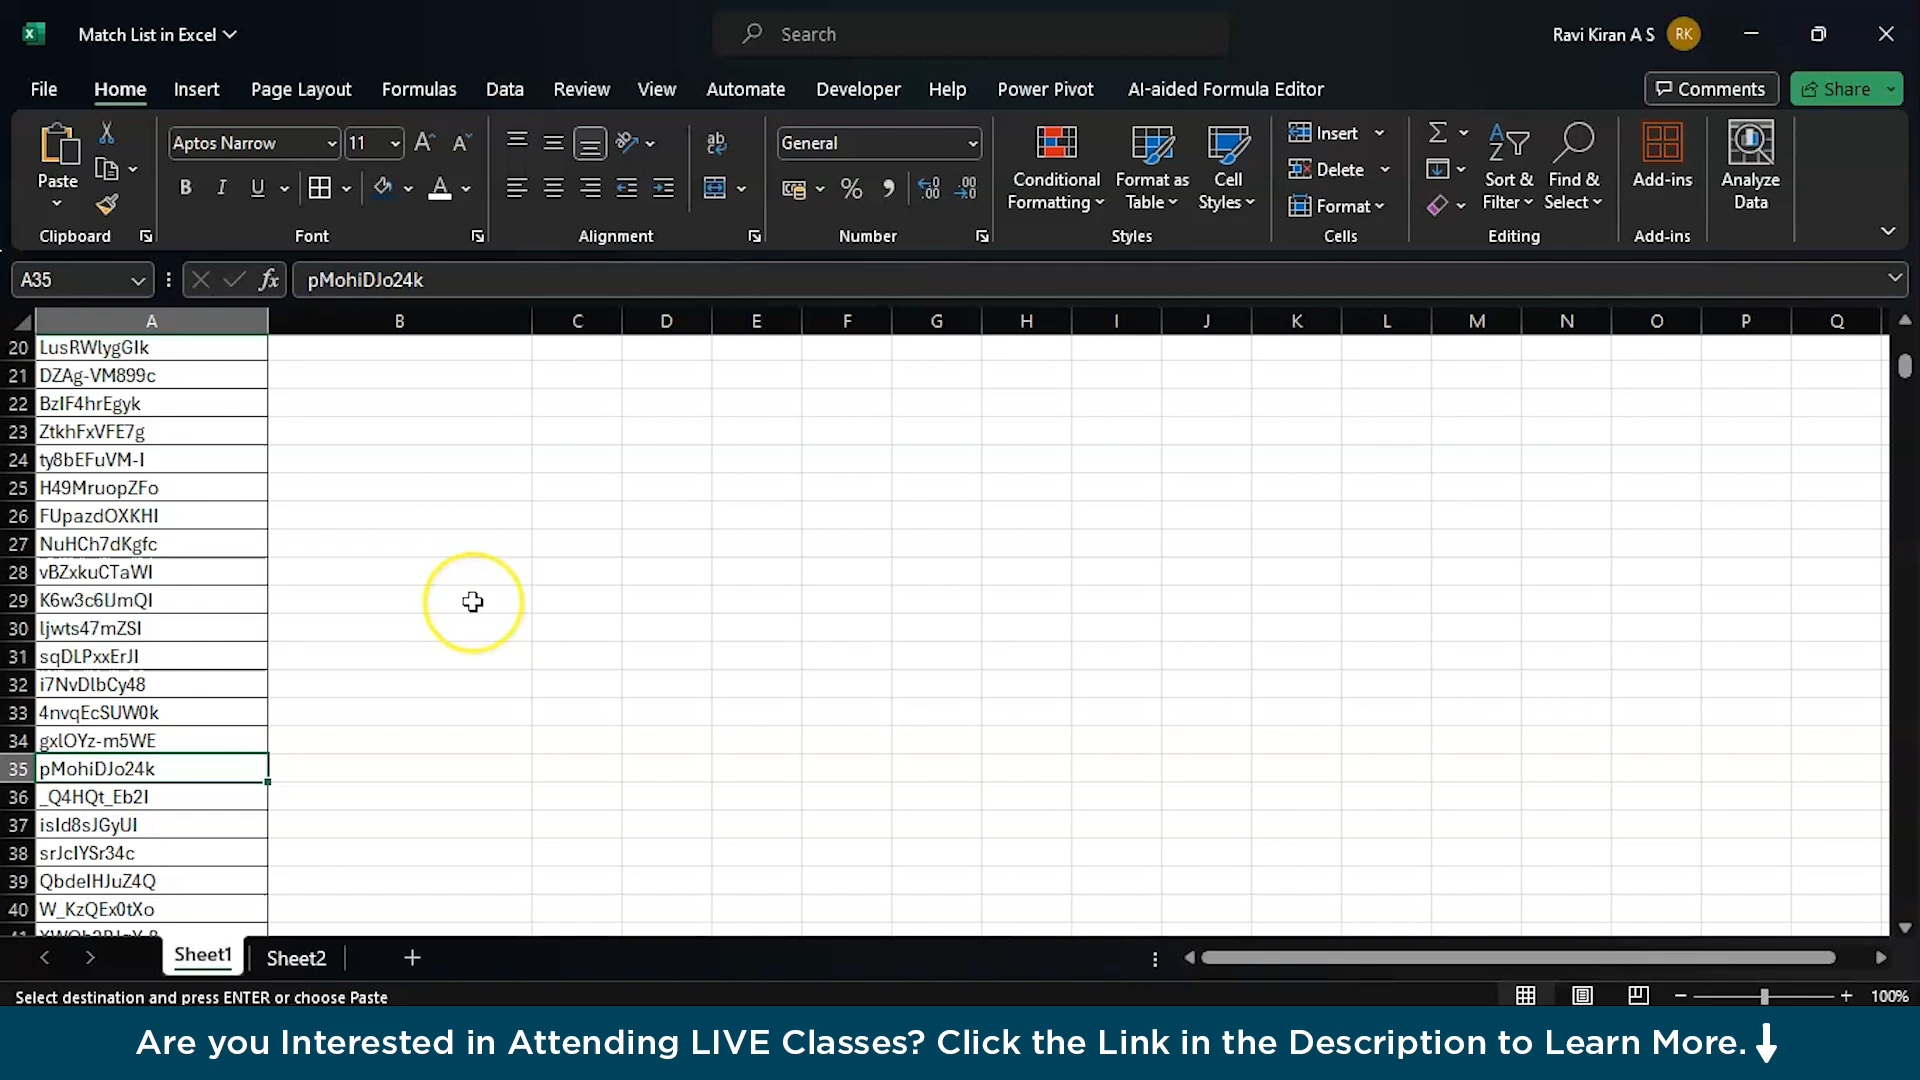 Match List in Excel
Search
Ravi Kiran A S
RK
File Home Insert Page Layout Formulas Data Review View Automate Developer Help Power Pivot AI-aided Formula Editor
Comments
Share
Paste
Clipboard
Aptos Narrow
11
B I U
Font
Alignment
General
Number
Conditional Formatting
Format as Table
Cell Styles
Styles
Insert
Delete
Format
Cells
Sort & Filter
Find & Select
Editing
Add-ins
Add-ins
Analyze Data
A35
fx
pMohiDJo24k
A B C D E F G H I J K L M N O P Q
20 LusRWlygGIk
21 DZAg-VM899c
22 BzIF4hrEgyk
23 ZtkhFxVFE7g
24 ty8bEFuVM-I
25 H49MruopZFo
26 FUpazdOXKHI
27 NuHCh7dKgfc
28 vBZxkuCTaWI
29 K6w3c6lJmQI
30 ljwts47mZSI
31 sqDLPxxErJI
32 i7NvDlbCy48
33 4nvqEcSUW0k
34 gxlOYz-m5WE
35 pMohiDJo24k
36 _Q4HQt_Eb2I
37 isId8sJGyUI
38 srJcIYSr34c
39 QbdeIHJuZ4Q
40 W_KzQEx0tXo
Sheet1 Sheet2
Select destination and press ENTER or choose Paste
100%
Are you Interested in Attending LIVE Classes? Click the Link in the Description to Learn More.